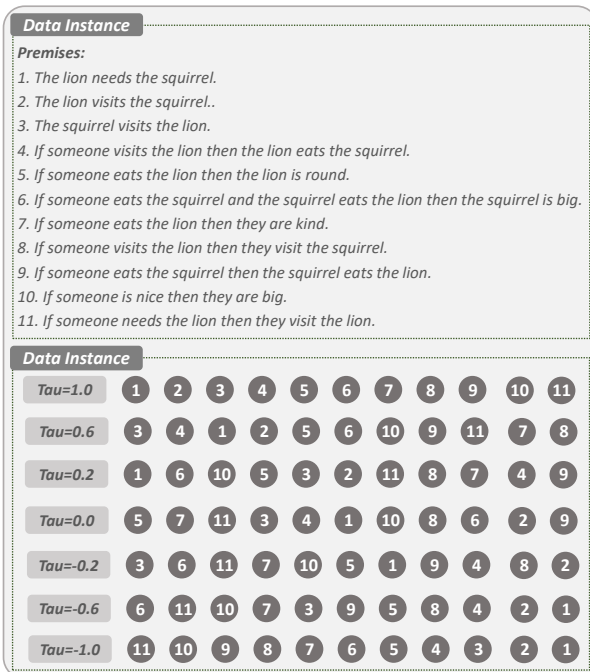 Data Instance
Premises:
1. The lion needs the squirrel.
2. The lion visits the squirrel..
3. The squirrel visits the lion.
4. If someone visits the lion then the lion eats the squirrel.
5. If someone eats the lion then the lion is round.
6. If someone eats the squirrel and the squirrel eats the lion then the squirrel is big.
7. If someone eats the lion then they are kind.
8. If someone visits the lion then they visit the squirrel.
9. If someone eats the squirrel then the squirrel eats the lion.
10. If someone is nice then they are big.
11. If someone needs the lion then they visit the lion.
Data Instance
Tau=1.0 1 2 3 4 5 6 7 8 9 10 11
Tau=0.6 3 4 1 2 5 6 10 9 11 7 8
Tau=0.2 1 6 10 5 3 2 11 8 7 4 9
Tau=0.0 5 7 11 3 4 1 10 8 6 2 9
Tau=-0.2 3 6 11 7 10 5 1 9 4 8 2
Tau=-0.6 6 11 10 7 3 9 5 8 4 2 1
Tau=-1.0 11 10 9 8 7 6 5 4 3 2 1